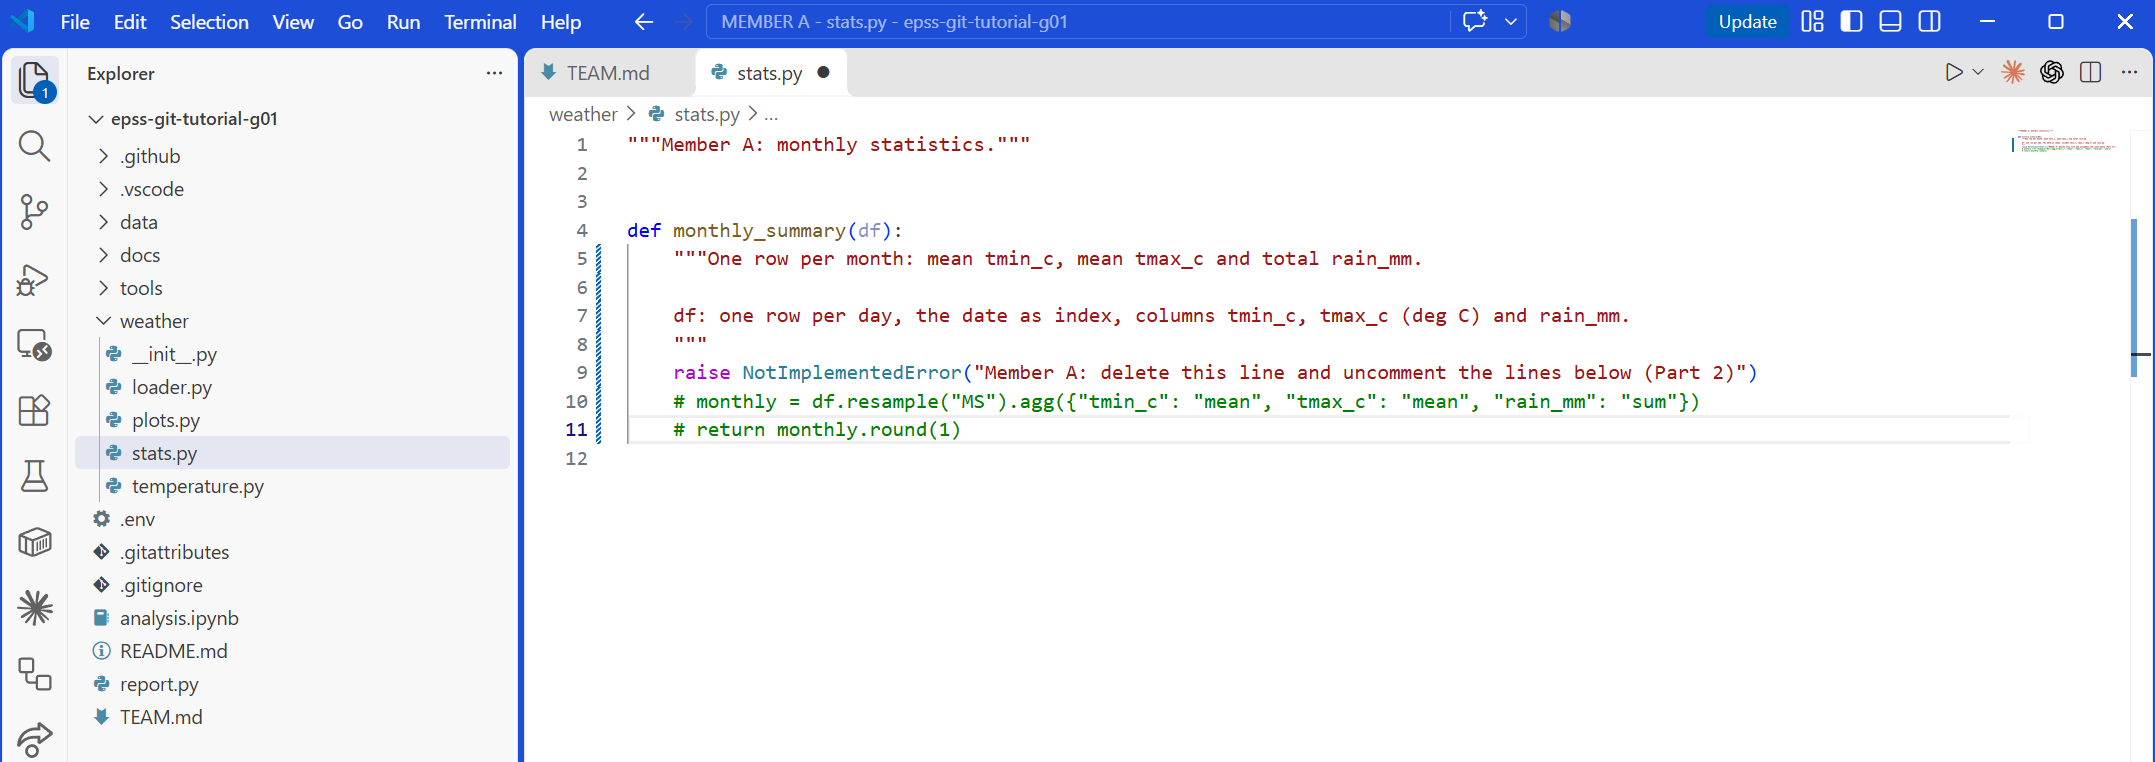 File Edit Selection View Go Run Terminal Help
MEMBER A - stats.py - epss-git-tutorial-g01
Update
Explorer
1
epss-git-tutorial-g01
.github
.vscode
data
docs
tools
weather
__init__.py
loader.py
plots.py
stats.py
temperature.py
.env
.gitattributes
.gitignore
analysis.ipynb
README.md
report.py
TEAM.md
TEAM.md stats.py
weather > stats.py > ...
1 """Member A: monthly statistics."""
2
3
4 def monthly_summary(df):
5 """One row per month: mean tmin_c, mean tmax_c and total rain_mm.
6
7 df: one row per day, the date as index, columns tmin_c, tmax_c (deg C) and rain_mm.
8 """
9 raise NotImplementedError("Member A: delete this line and uncomment the lines below (Part 2)")
10 # monthly = df.resample("MS").agg({"tmin_c": "mean", "tmax_c": "mean", "rain_mm": "sum"})
11 # return monthly.round(1)
12